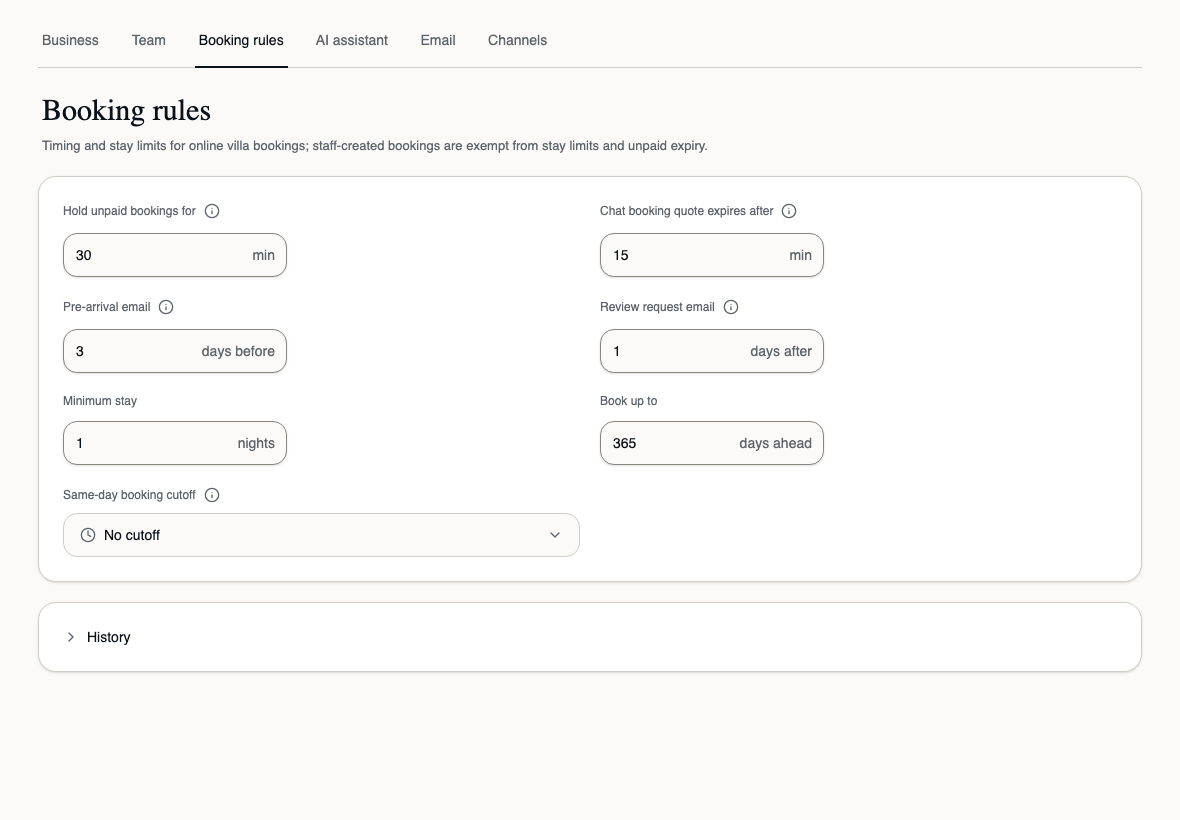 Business Team Booking rules AI assistant Email Channels
Booking rules
Timing and stay limits for online villa bookings; staff-created bookings are exempt from stay limits and unpaid expiry.
Hold unpaid bookings for
30 min
Chat booking quote expires after
15 min
Pre-arrival email
3 days before
Review request email
1 days after
Minimum stay
1 nights
Book up to
365 days ahead
Same-day booking cutoff
No cutoff
History